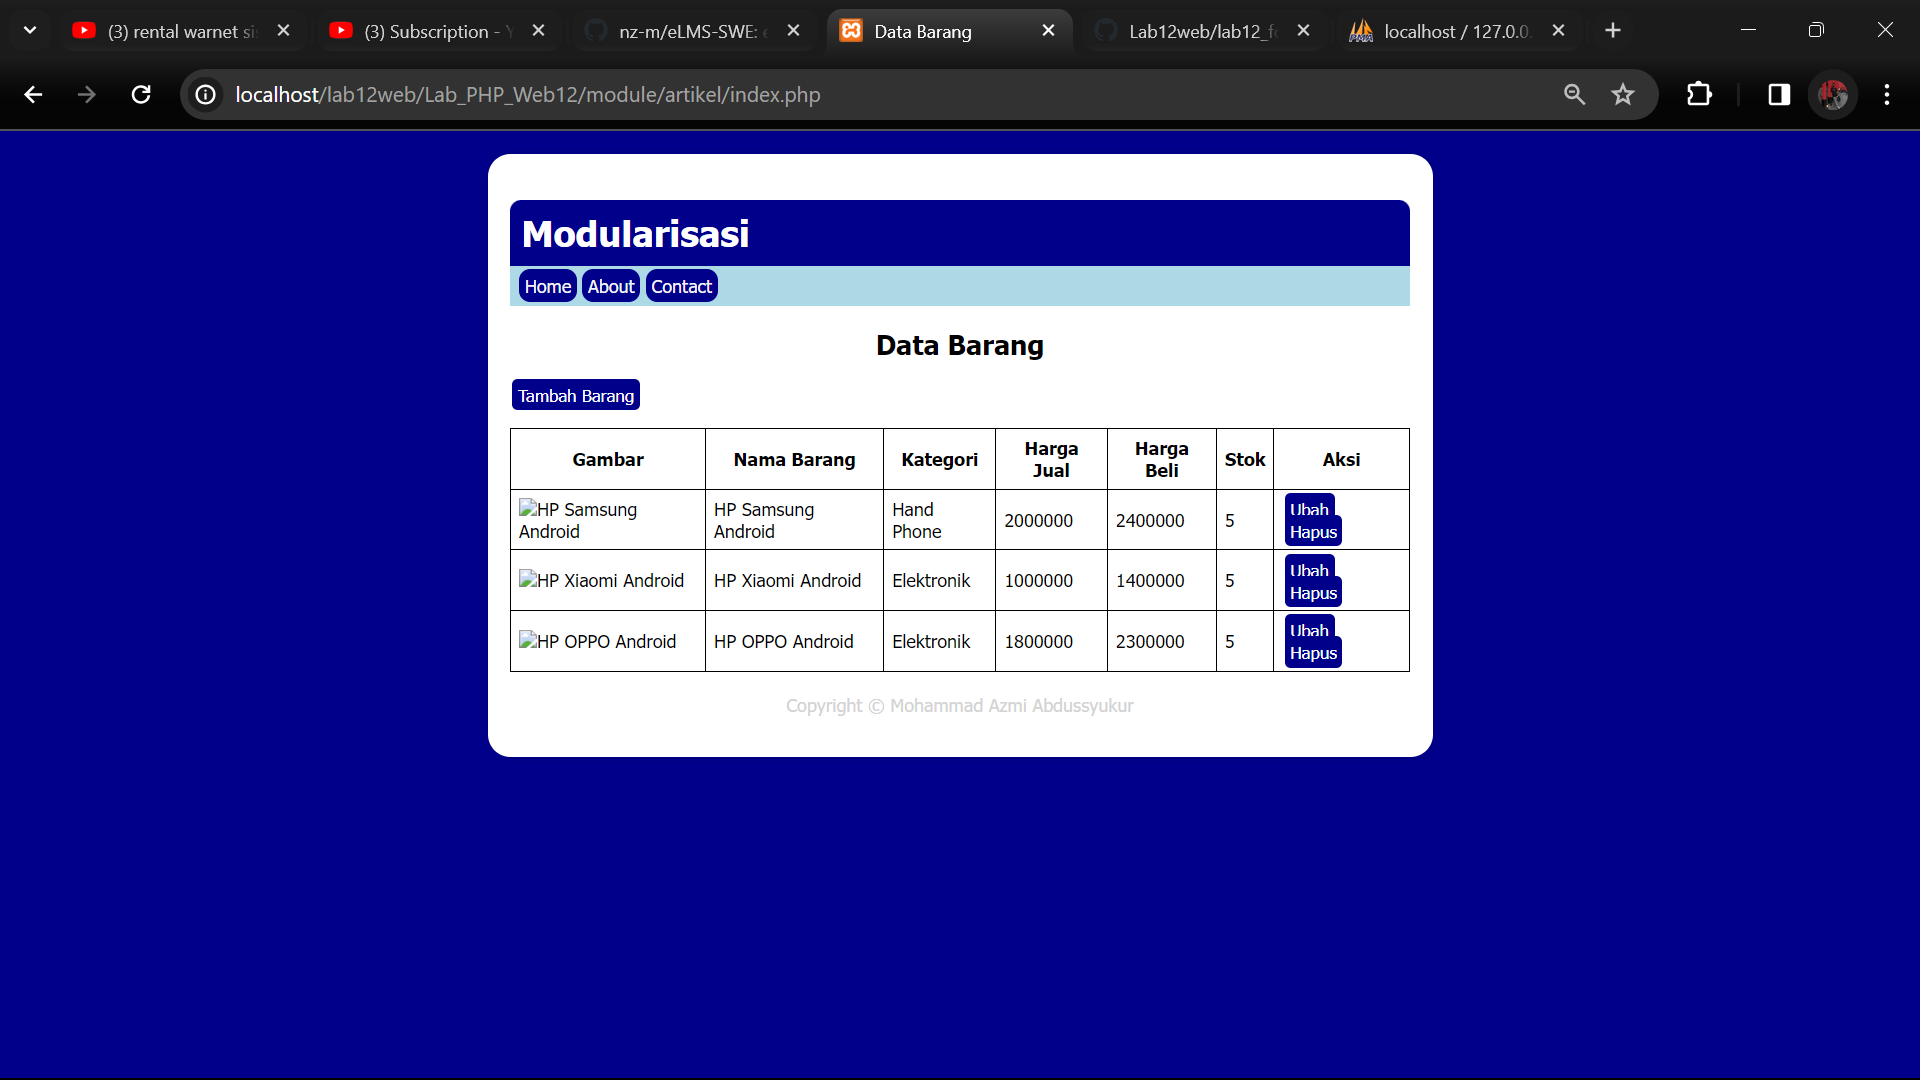 (3) rental warnet si
(3) Subscription - Y
nz-m/eLMS-SWE: e
Data Barang
Lab12web/lab12_fo
localhost / 127.0.0.
localhost/lab12web/Lab_PHP_Web12/module/artikel/index.php
Modularisasi
Home About Contact
Data Barang
Tambah Barang
Gambar Nama Barang Kategori Harga Jual Harga Beli Stok Aksi
HP Samsung Android HP Samsung Android Hand Phone 2000000 2400000 5 Ubah Hapus
HP Xiaomi Android HP Xiaomi Android Elektronik 1000000 1400000 5 Ubah Hapus
HP OPPO Android HP OPPO Android Elektronik 1800000 2300000 5 Ubah Hapus
Copyright © Mohammad Azmi Abdussyukur